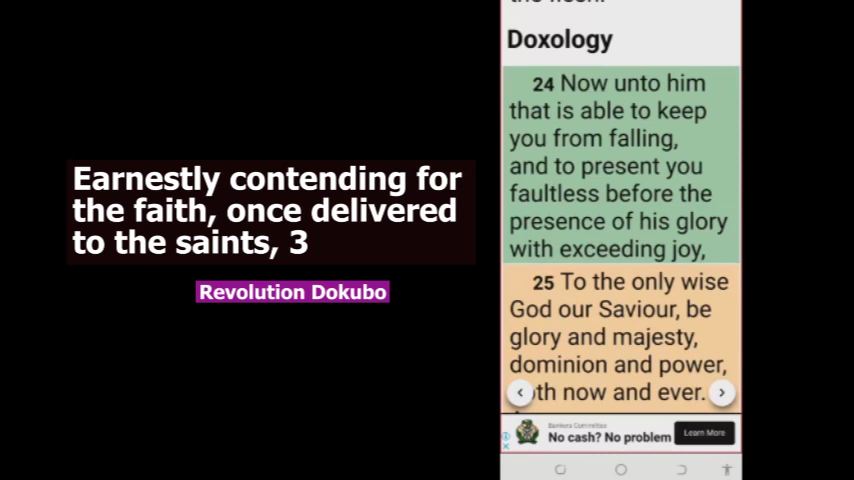 Earnestly contending for
the faith, once delivered
to the saints, 3
Revolution Dokubo
Doxology
24 Now unto him
that is able to keep
you from falling,
and to present you
faultless before the
presence of his glory
with exceeding joy,
25 To the only wise
God our Saviour, be
glory and majesty,
dominion and power,
th now and ever.
Bankers Committee
No cash? No problem
Learn More